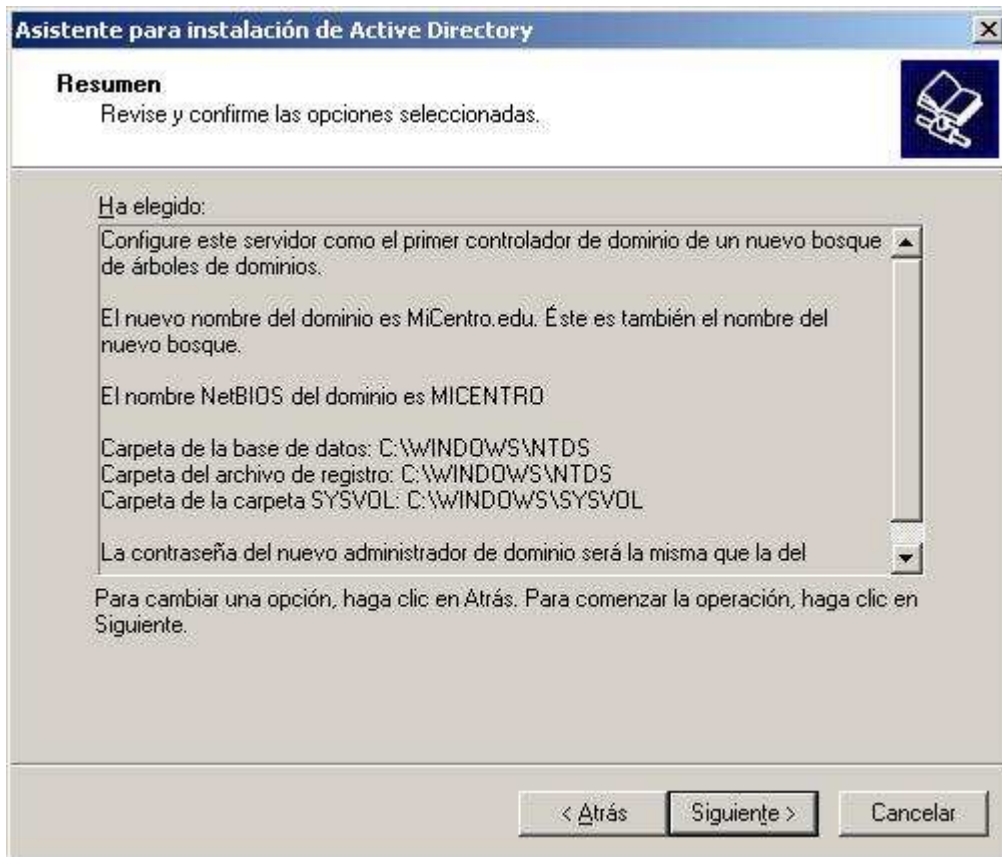 Asistente para instalación de Active Directory
Resumen
Revise y confirme las opciones seleccionadas.
Ha elegido:
Configure este servidor como el primer controlador de dominio de un nuevo bosque
de árboles de dominios.
El nuevo nombre del dominio es MiCentro.edu. Éste es también el nombre del
nuevo bosque.
El nombre NetBIOS del dominio es MICENTRO
Carpeta de la base de datos: C:\WINDOWS\NTDS
Carpeta del archivo de registro: C:\WINDOWS\NTDS
Carpeta de la carpeta SYSVOL: C:\WINDOWS\SYSVOL
La contraseña del nuevo administrador de dominio será la misma que la del
Para cambiar una opción, haga clic en Atrás. Para comenzar la operación, haga clic en
Siguiente.
< Atrás Siguiente > Cancelar